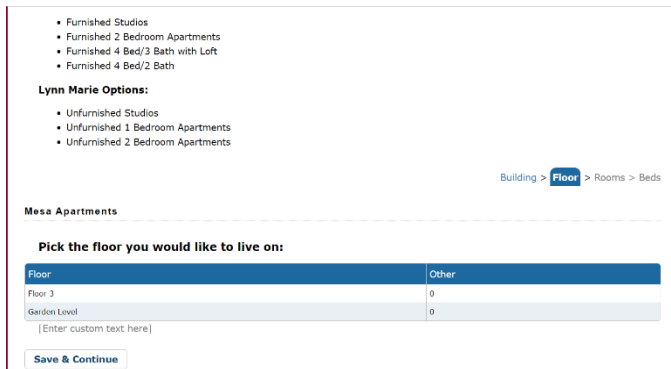 • Furnished Studios
• Furnished 2 Bedroom Apartments
• Furnished 4 Bed/3 Bath with Loft
• Furnished 4 Bed/2 Bath
Lynn Marie Options:
• Unfurnished Studios
• Unfurnished 1 Bedroom Apartments
• Unfurnished 2 Bedroom Apartments
Building > Floor > Rooms > Beds
Mesa Apartments
Pick the floor you would like to live on:
Floor Other
Floor 3 0
Garden Level 0
|Enter custom text here|
Save & Continue